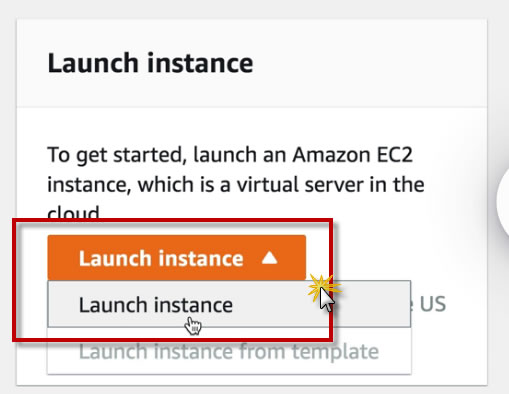 Launch instance
To get started, launch an Amazon EC2
instance, which is a virtual server in the
cloud
Launch instance
Launch instance
US
Launch instance from template